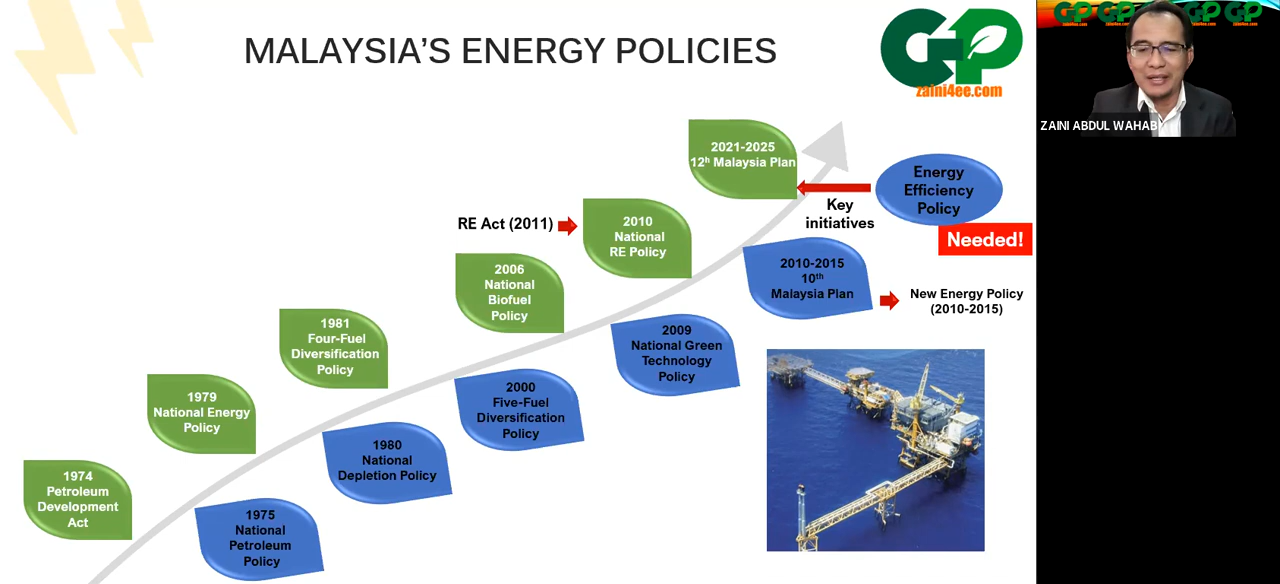 MALAYSIA'S ENERGY POLICIES
GP
zaini4ee.com
ZAINI ABDUL WAHAB
2021-2025
12h Malaysia Plan
Energy
Efficiency
Policy
Key
initiatives
Needed!
RE Act (2011)
2010
National
RE Policy
2010-2015
10th
Malaysia Plan
New Energy Policy
(2010-2015)
2006
National
Biofuel
Policy
2009
National Green
Technology
Policy
1981
Four-Fuel
Diversification
Policy
2000
Five-Fuel
Diversification
Policy
1979
National Energy
Policy
1980
National
Depletion Policy
1974
Petroleum
Development
Act
1975
National
Petroleum
Policy